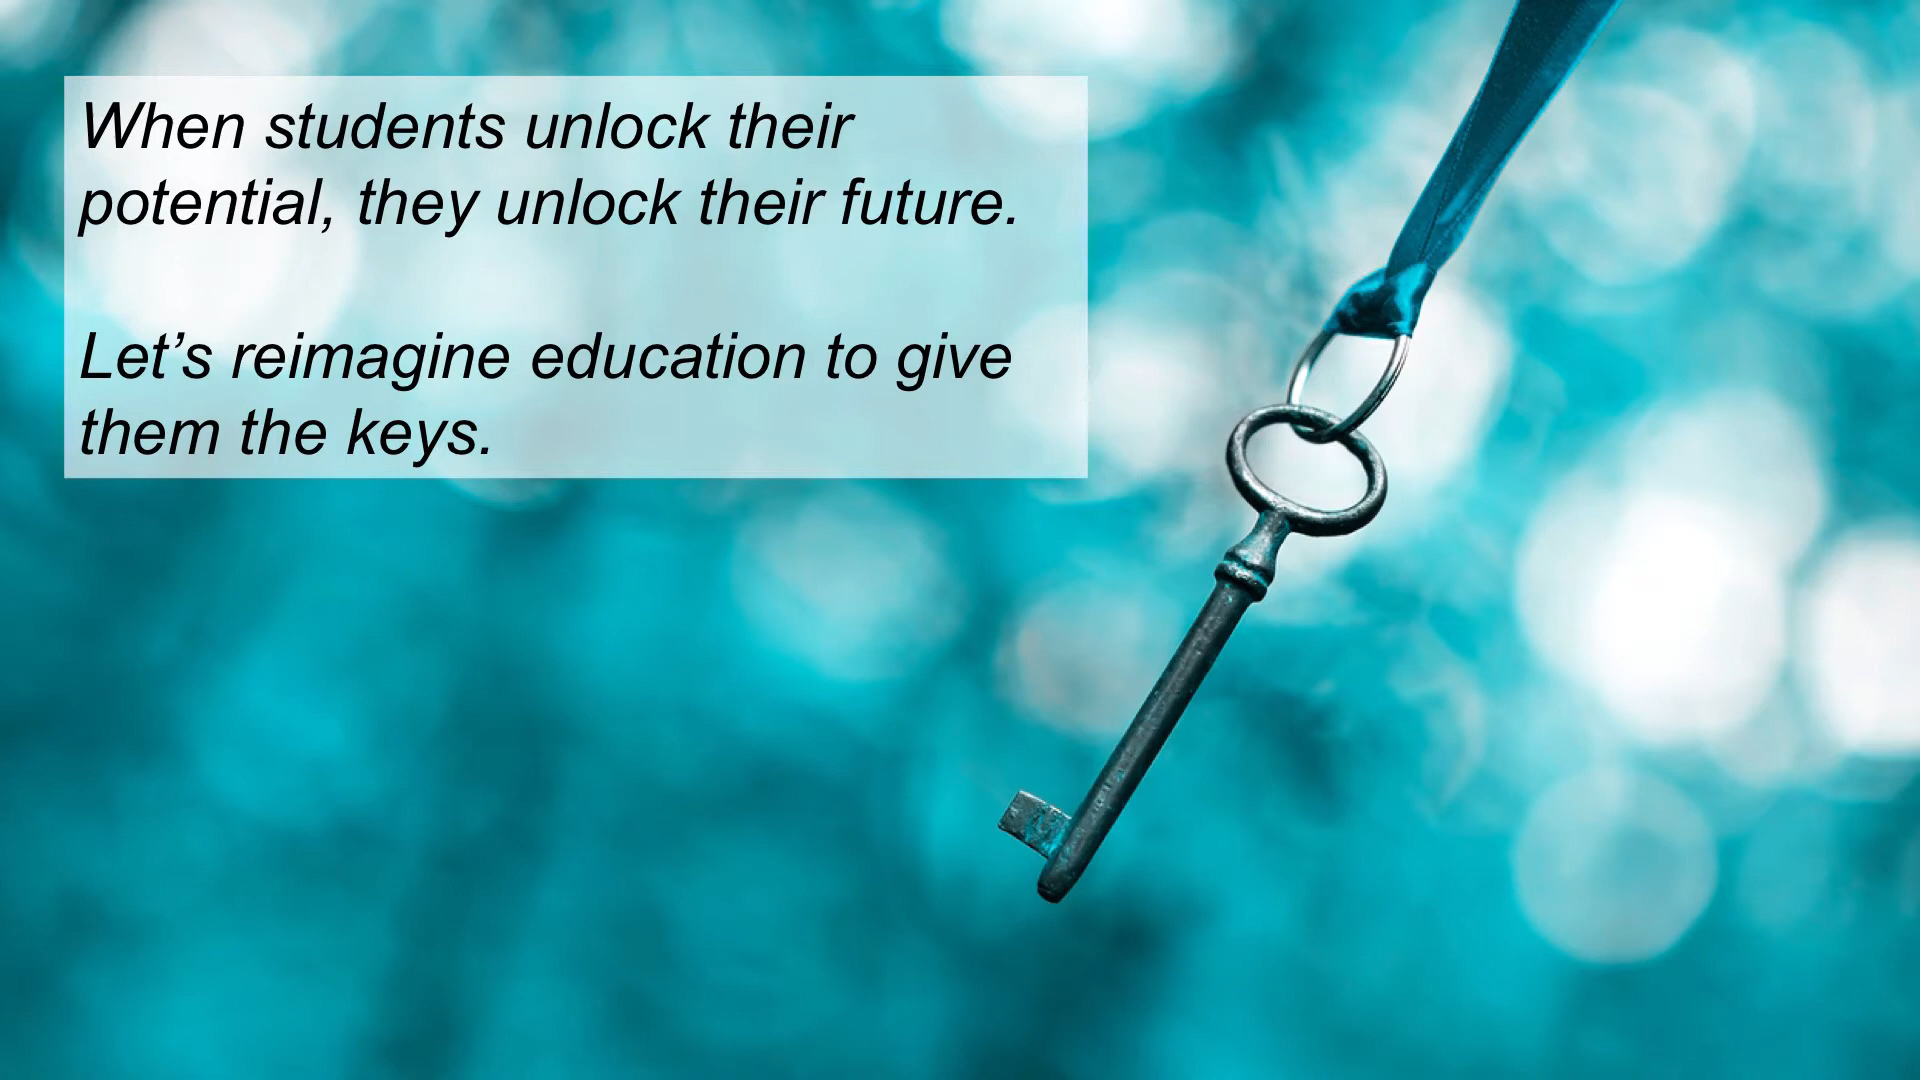 When students unlock their
potential, they unlock their future.
Let’s reimagine education to give
them the keys.